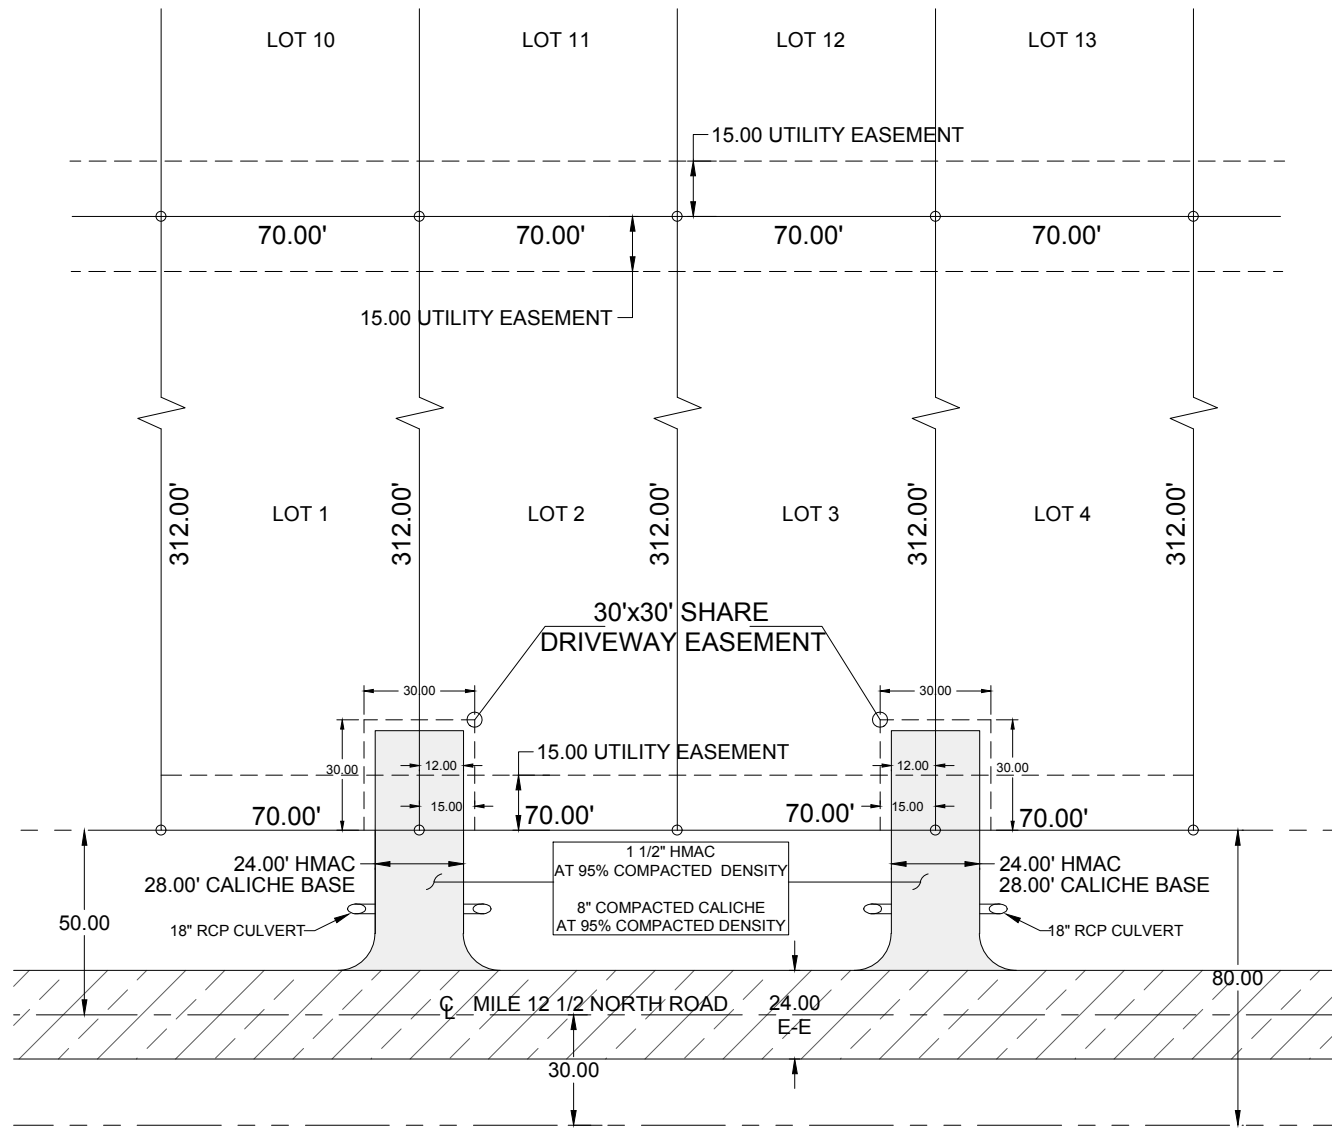 LOT 10
LOT 11
LOT 12
LOT 13
15.00 UTILITY EASEMENT
70.00'
70.00'
70.00'
70.00'
15.00 UTILITY EASEMENT
312.00'
312.00'
312.00'
312.00'
312.00'
LOT 1
LOT 2
LOT 3
LOT 4
30'x30' SHARE
DRIVEWAY EASEMENT
30.00
30.00
15.00 UTILITY EASEMENT
30.00
12.00
12.00
30.00
15.00
15.00
70.00'
70.00'
70.00'
70.00'
24.00' HMAC
28.00' CALICHE BASE
1 1/2" HMAC
AT 95% COMPACTED DENSITY
8" COMPACTED CALICHE
AT 95% COMPACTED DENSITY
24.00' HMAC
28.00' CALICHE BASE
50.00
18" RCP CULVERT
18" RCP CULVERT
80.00
℄ MILE 12 1/2 NORTH ROAD
24.00
E-E
30.00